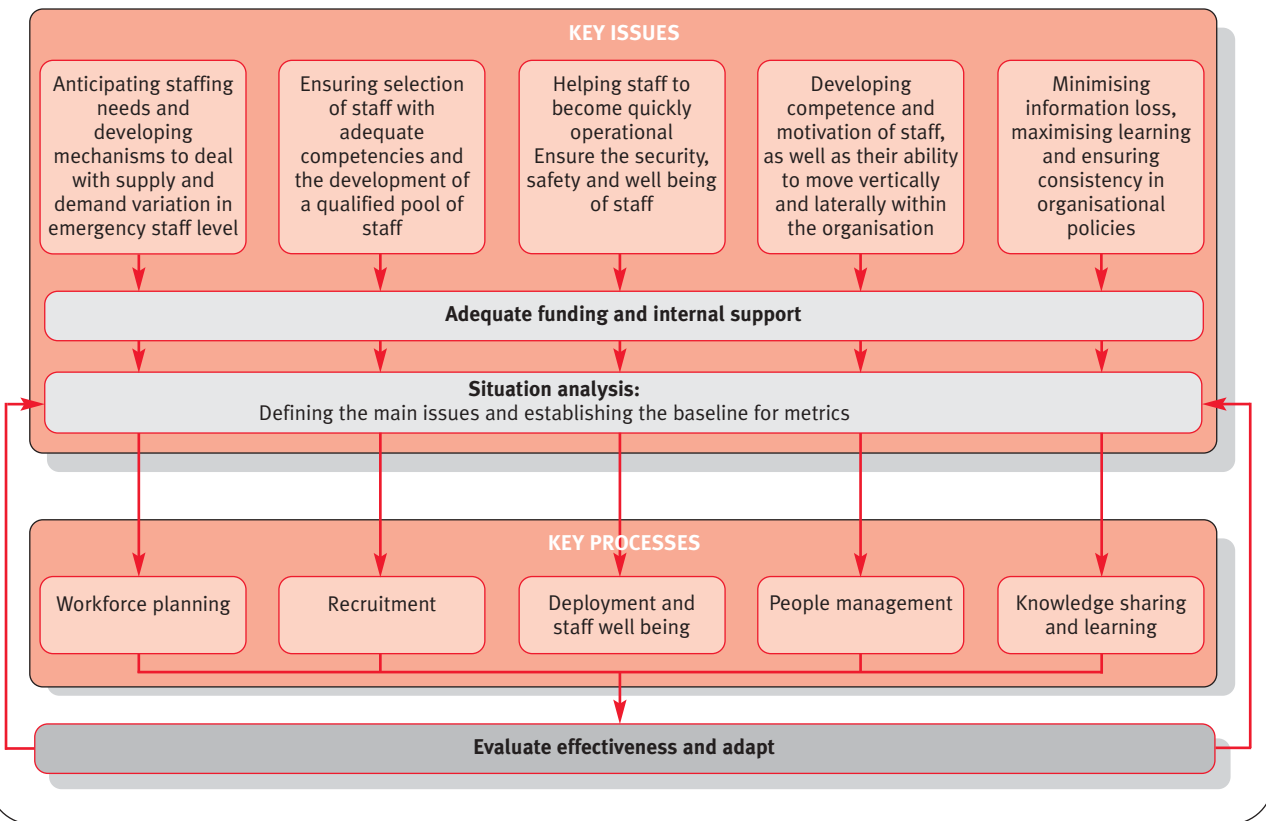 KEY ISSUES
Anticipating staffing
needs and
developing
mechanisms to deal
with supply and
demand variation in
emergency staff level
Ensuring selection
of staff with
adequate
competencies and
the development of
a qualified pool of
staff
Helping staff to
become quickly
operational
Ensure the security,
safety and well being
of staff
Developing
competence and
motivation of staff,
as well as their ability
to move vertically
and laterally within
the organisation
Minimising
information loss,
maximising learning
and ensuring
consistency in
organisational
policies
Adequate funding and internal support
Situation analysis:
Defining the main issues and establishing the baseline for metrics
KEY PROCESSES
Workforce planning
Recruitment
Deployment and
staff well being
People management
Knowledge sharing
and learning
Evaluate effectiveness and adapt